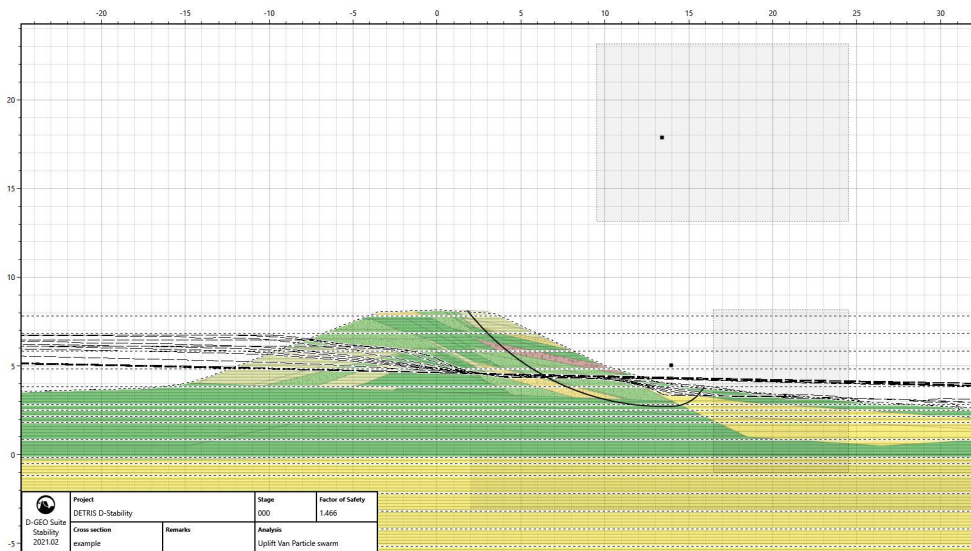 -20 -15 -10 -5 0 5 10 15 20 25 30
20
15
10
5
0
-5
D-GEO Suite
Stability
2021.02
Project
DETRIS D-Stability
Stage
000
Factor of Safety
1.466
Cross section
example
Remarks
Analysis
Uplift Van Particle swarm